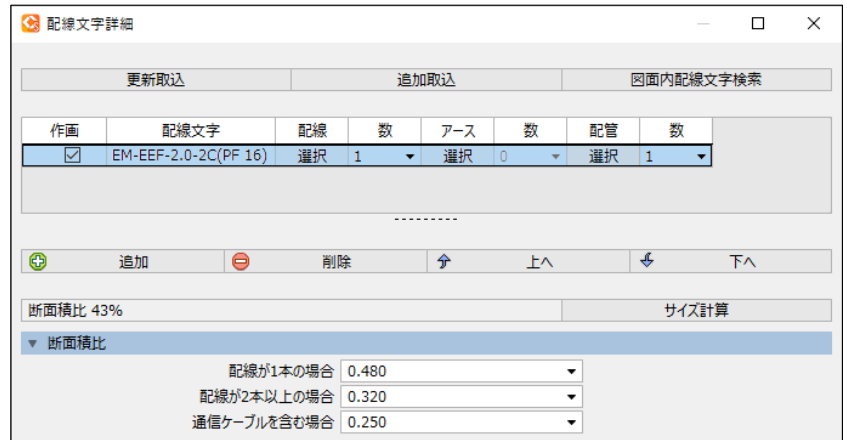 配線文字詳細
更新取込 追加取込 図面内配線文字検索
作画 配線文字 配線 数 アース 数 配管 数
EM-EEF-2.0-2C(PF 16) 選択 1 選択 0 選択 1
追加 削除 上へ 下へ
断面積比 43% サイズ計算
断面積比
配線が1本の場合 0.480
配線が2本以上の場合 0.320
通信ケーブルを含む場合 0.250